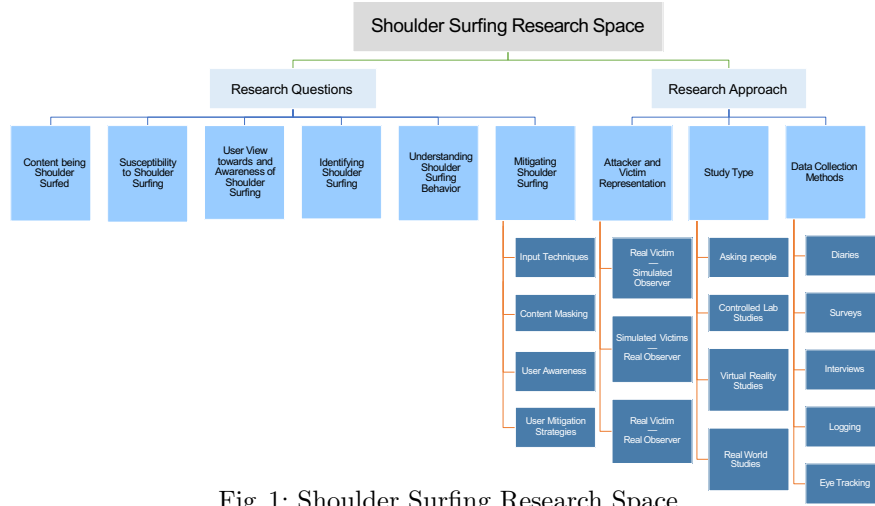 Shoulder Surfing Research Space
Research Questions
Research Approach
Content being
Shoulder
Surfed
Susceptibility
to Shoulder
Surfing
User View
towards and
Awareness of
Shoulder
Surfing
Identifying
Shoulder
Surfing
Understanding
Shoulder
Surfing
Behavior
Mitigating
Shoulder
Surfing
Attacker and
Victim
Representation
Study Type
Data Collection
Methods
Input Techniques
Content Masking
User Awareness
User Mitigation
Strategies
Real Victim
—
Simulated
Observer
Simulated Victims
—
Real Observer
Real Victim
—
Real Observer
Asking people
Controlled Lab
Studies
Virtual Reality
Studies
Real World
Studies
Diaries
Surveys
Interviews
Logging
Eye Tracking
Fig. 1: Shoulder Surfing Research Space